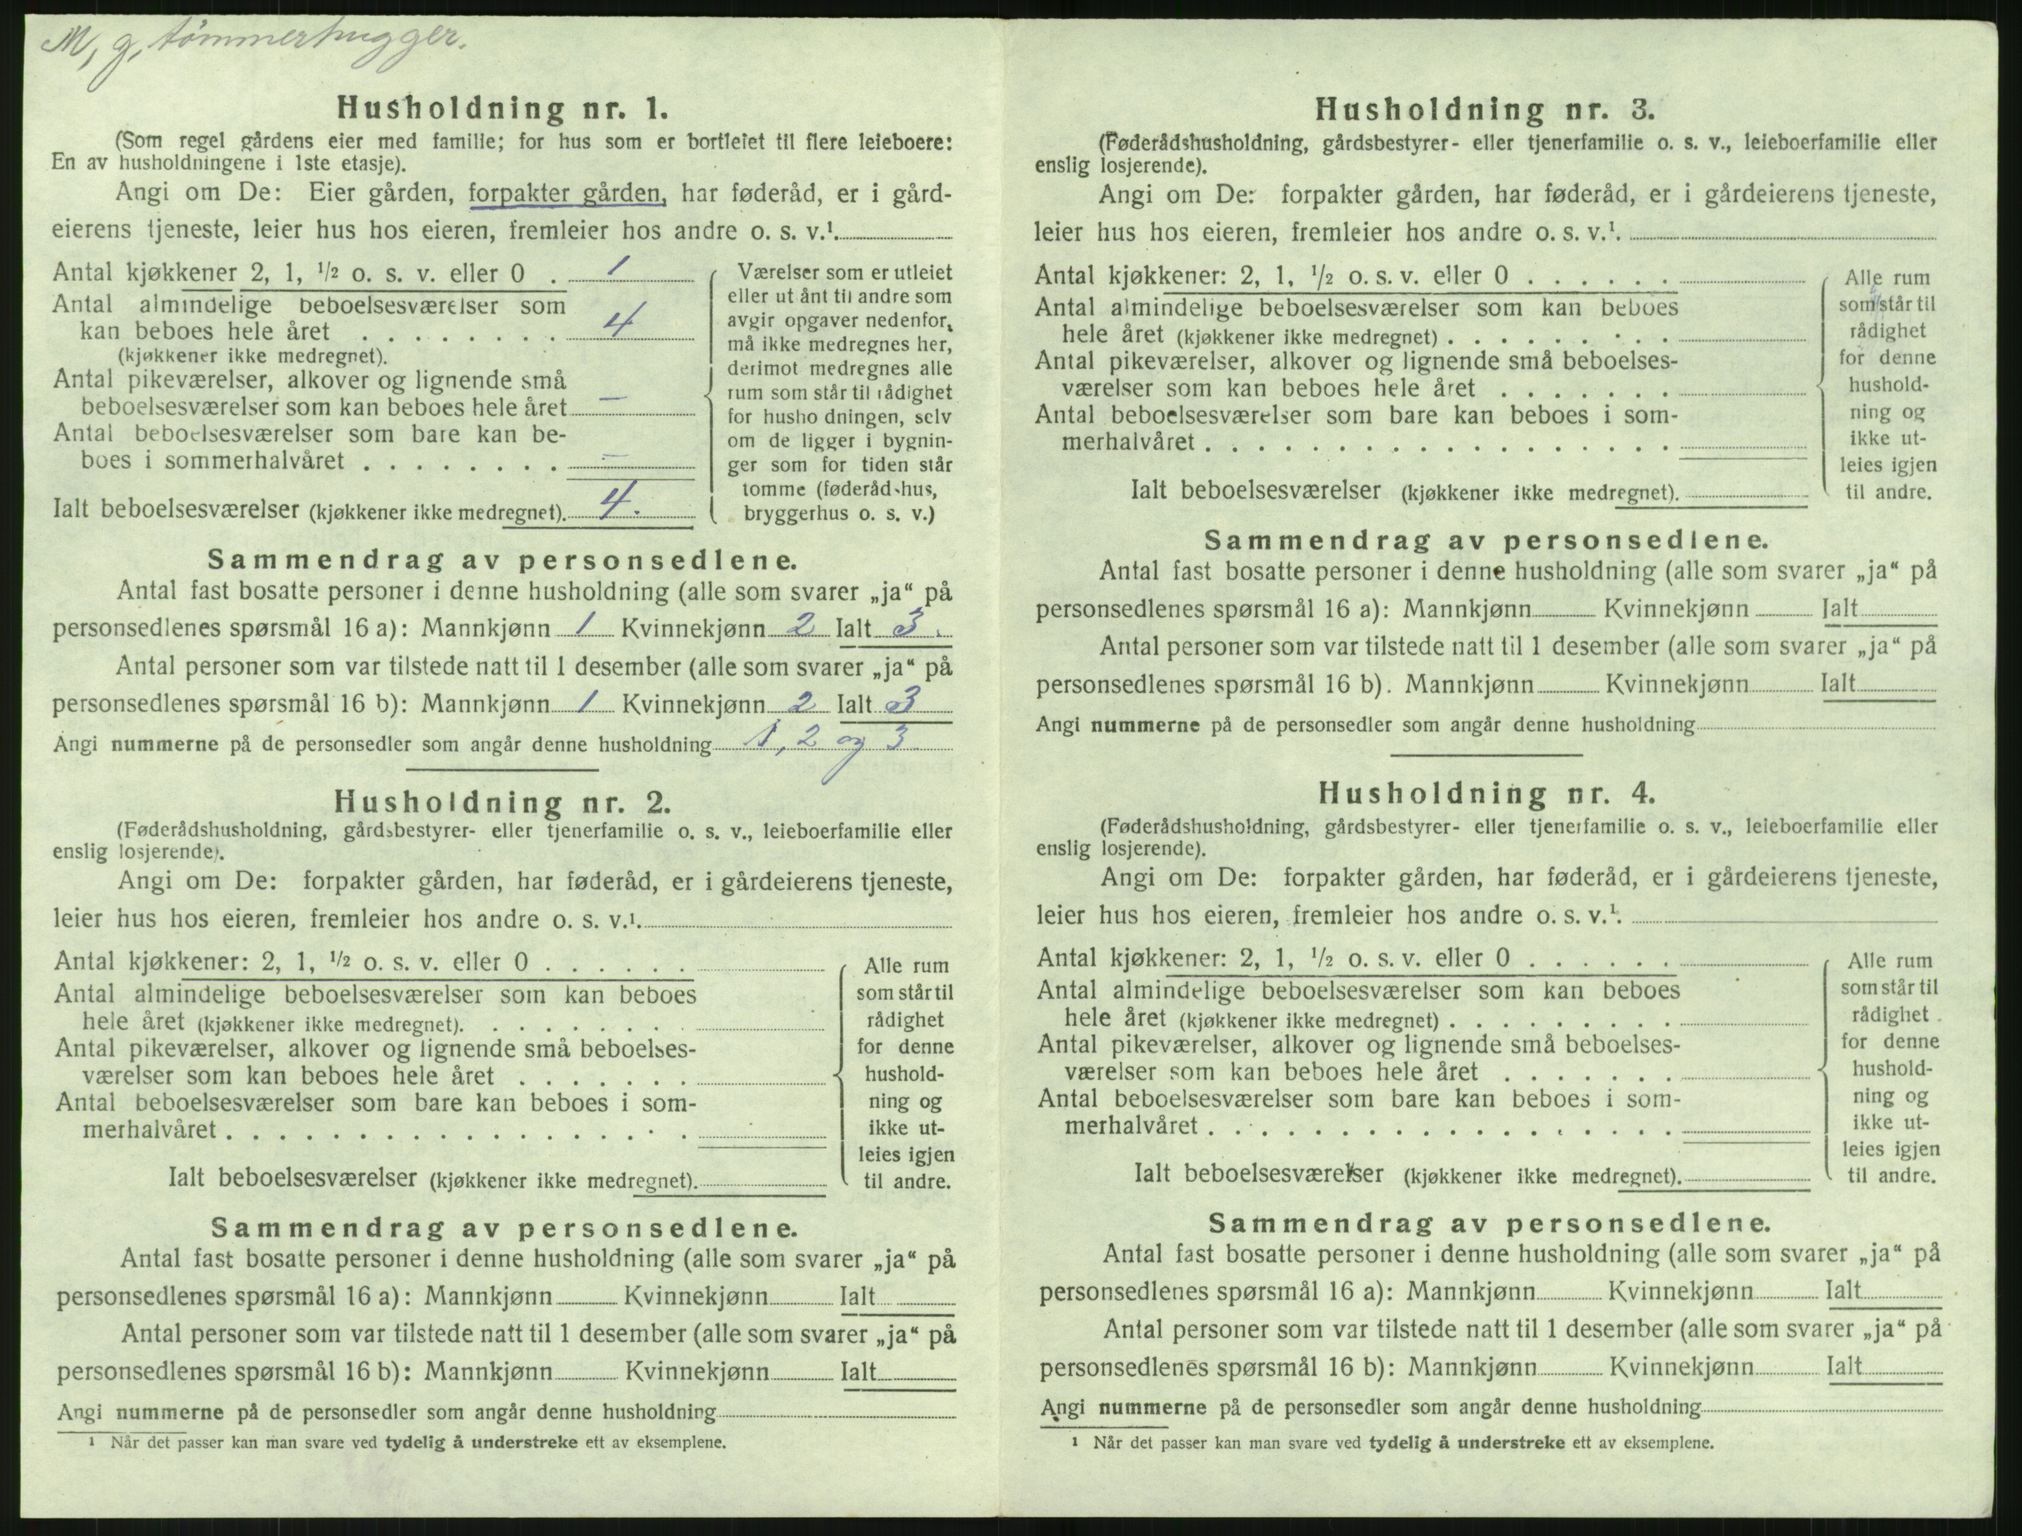 M, g, tømmerhugger.
Husholdning nr. 1.
(Som regel gårdens eier med familie; for hus som er bortleiet til flere leieboere:
En av husholdningene i 1ste etasje).
Angi om De: Eier gården, forpakter gården, har føderåd, er i gård-
eierens tjeneste, leier hus hos eieren, fremleier hos andre o. s. v.¹.
Antal kjøkkener 2, 1, ½ o. s. v. eller 0 . 1
Antal almindelige beboelsesværelser som
kan beboes hele året . . . . . . . . 4
(kjøkkener ikke medregnet).
Antal pikeværelser, alkover og lignende små
beboelsesværelser som kan beboes hele året –
Antal beboelsesværelser som bare kan be-
boes i sommerhalvåret . . . . . . . . –
Ialt beboelsesværelser (kjøkkener ikke medregnet). 4.
Værelser som er utleiet
eller ut ånt til andre som
avgir opgaver nedenfor,
må ikke medregnes her,
derimot medregnes alle
rum som står til rådighet
for husho dningen, selv
om de ligger i bygnin-
ger som for tiden står
tomme (føderådshus,
bryggerhus o. s. v.)
Sammendrag av personsedlene.
Antal fast bosatte personer i denne husholdning (alle som svarer „ja“ på
personsedlenes spørsmål 16 a): Mannkjønn 1 Kvinnekjønn 2 Ialt 3.
Antal personer som var tilstede natt til 1 desember (alle som svarer „ja“ på
personsedlenes spørsmål 16 b): Mannkjønn 1 Kvinnekjønn 2 Ialt 3
Angi nummerne på de personsedler som angår denne husholdning 1, 2 og 3
Husholdning nr. 2.
(Føderådshusholdning, gårdsbestyrer- eller tjenerfamilie o. s. v., leieboerfamilie eller
enslig losjerende).
Angi om De: forpakter gården, har føderåd, er i gårdeierens tjeneste,
leier hus hos eieren, fremleier hos andre o. s. v.¹.
Antal kjøkkener: 2, 1, ½ o. s. v. eller 0 . . . . . .
Antal almindelige beboelsesværelser som kan beboes
hele året (kjøkkener ikke medregnet). . . . . . . . .
Antal pikeværelser, alkover og lignende små beboelses-
værelser som kan beboes hele året . . . . . . .
Antal beboelsesværelser som bare kan beboes i som-
merhalvåret . . . . . . . . . . . . . . . . . .
Ialt beboelsesværelser (kjøkkener ikke medregnet).
Alle rum
som står til
rådighet
for denne
hushold-
ning og
ikke ut-
leies igjen
til andre.
Sammendrag av personsedlene.
Antal fast bosatte personer i denne husholdning (alle som svarer „ja“ på
personsedlenes spørsmål 16 a): Mannkjønn Kvinnekjønn Ialt
Antal personer som var tilstede natt til 1 desember (alle som svarer „ja“ på
personsedlenes spørsmål 16 b): Mannkjønn Kvinnekjønn Ialt
Angi nummerne på de personsedler som angår denne husholdning
¹ Når det passer kan man svare ved tydelig å understreke ett av eksemplene.
Husholdning nr. 3.
(Føderådshusholdning, gårdsbestyrer- eller tjenerfamilie o. s. v., leieboerfamilie eller
enslig losjerende).
Angi om De: forpakter gården, har føderåd, er i gårdeierens tjeneste,
leier hus hos eieren, fremleier hos andre o. s. v.¹.
Antal kjøkkener: 2, 1, ½ o. s. v. eller 0 . . . . . .
Antal almindelige beboelsesværelser som kan beboes
hele året (kjøkkener ikke medregnet) . . . . . . . . .
Antal pikeværelser, alkover og lignende små beboelses-
værelser som kan beboes hele året . . . . . . .
Antal beboelsesværelser som bare kan beboes i som-
merhalvåret . . . . . . . . . . . . . . . . . .
Ialt beboelsesværelser (kjøkkener ikke medregnet).
Alle rum
som står til
rådighet
for denne
hushold-
ning og
ikke ut-
leies igjen
til andre.
Sammendrag av personsedlene.
Antal fast bosatte personer i denne husholdning (alle som svarer „ja“ på
personsedlenes spørsmål 16 a): Mannkjønn Kvinnekjønn Ialt
Antal personer som var tilstede natt til 1 desember (alle som svarer „ja“ på
personsedlenes spørsmål 16 b). Mannkjønn Kvinnekjønn Ialt
Angi nummerne på de personsedler som angår denne husholdning
Husholdning nr. 4.
(Føderådshusholdning, gårdsbestyrer- eller tjenerfamilie o. s. v., leieboerfamilie eller
enslig losjerende).
Angi om De: forpakter gården, har føderåd, er i gårdeierens tjeneste,
leier hus hos eieren, fremleier hos andre o. s. v.¹.
Antal kjøkkener: 2, 1, ½ o. s. v. eller 0 . . . . . .
Antal almindelige beboelsesværelser som kan beboes
hele året (kjøkkener ikke medregnet) . . . . . . . . .
Antal pikeværelser, alkover og lignende små beboelses-
værelser som kan beboes hele året . . . . . . .
Antal beboelsesværelser som bare kan beboes i som-
merhalvåret . . . . . . . . . . . . . . . . . .
Ialt beboelsesværelser (kjøkkener ikke medregnet).
Alle rum
som står til
rådighet
for denne
hushold-
ning og
ikke ut-
leies igjen
til andre.
Sammendrag av personsedlene.
Antal fast bosatte personer i denne husholdning (alle som svarer „ja“ på
personsedlenes spørsmål 16 a): Mannkjønn Kvinnekjønn Ialt
Antal personer som var tilstede natt til 1 desember (alle som svarer „ja“ på
personsedlenes spørsmål 16 b): Mannkjønn Kvinnekjønn Ialt
Angi nummerne på de personsedler som angår denne husholdning
¹ Når det passer kan man svare ved tydelig å understreke ett av eksemplene.